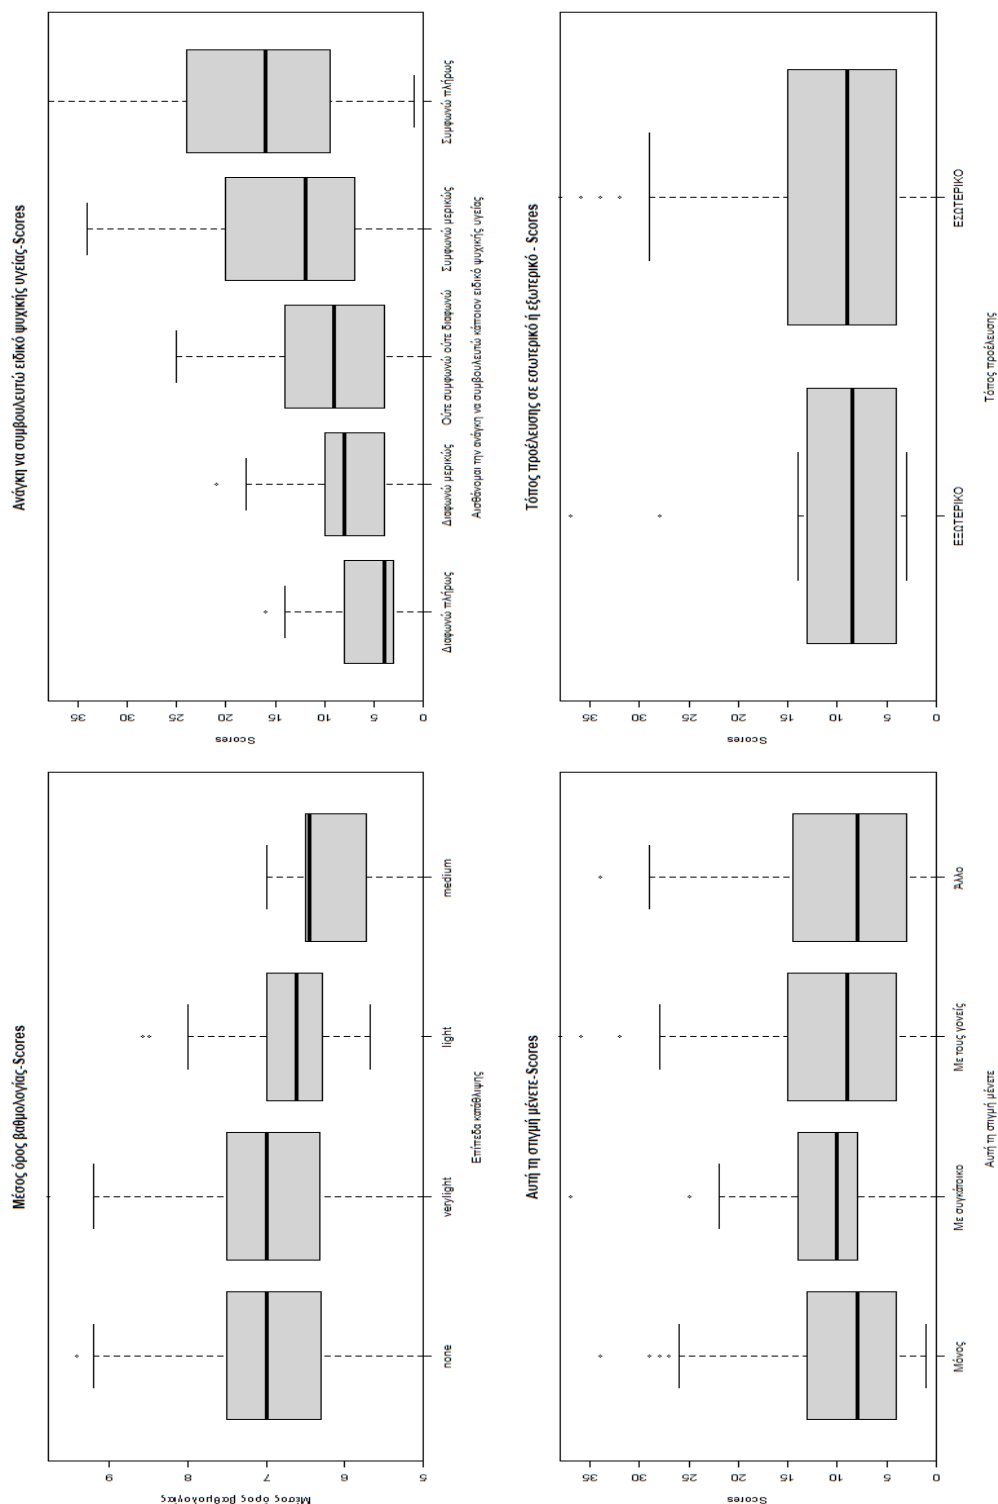 Μέσος όρος βαθμολογίας-Scores
Μέσος όρος βαθμολογίας
9
8
7
6
5
none
verylight
light
medium
Επίπεδα κατάθλιψης
Ανάγκη να συμβουλευτώ ειδικό ψυχικής υγείας-Scores
Scores
35
30
25
20
15
10
5
0
Διαφωνώ πλήρως
Διαφωνώ μερικώς
Ούτε συμφωνώ ούτε διαφωνώ
Συμφωνώ μερικώς
Συμφωνώ πλήρως
Αισθάνομαι την ανάγκη να συμβουλευτώ κάποιον ειδικό ψυχικής υγείας
Αυτή τη στιγμή μένετε-Scores
Scores
35
30
25
20
15
10
5
0
Μόνος
Με συγκάτοικο
Με τους γονείς
Άλλο
Αυτή τη στιγμή μένετε
Τόπος προέλευσης σε εσωτερικό ή εξωτερικό - Scores
Scores
35
30
25
20
15
10
5
0
ΕΞΩΤΕΡΙΚΟ
ΕΣΩΤΕΡΙΚΟ
Τόπος προέλευσης